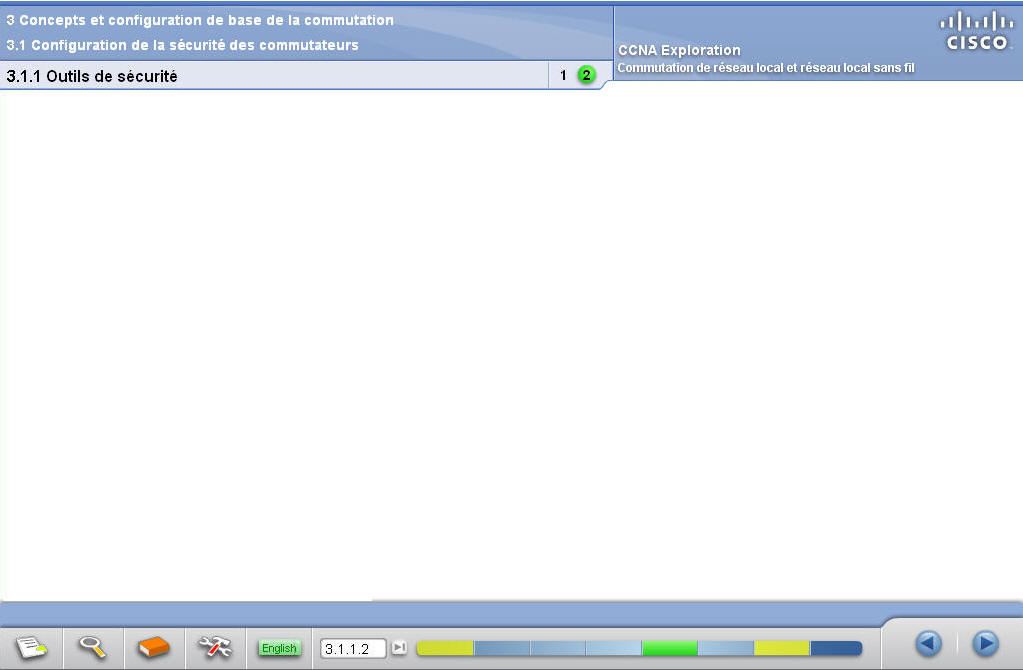 3 Concepts et configuration de base de la commutation
3.1 Configuration de la sécurité des commutateurs
CISCO
CCNA Exploration
Commutation de réseau local et réseau local sans fil
3.1.1 Outils de sécurité
1 2
English
3.1.1.2